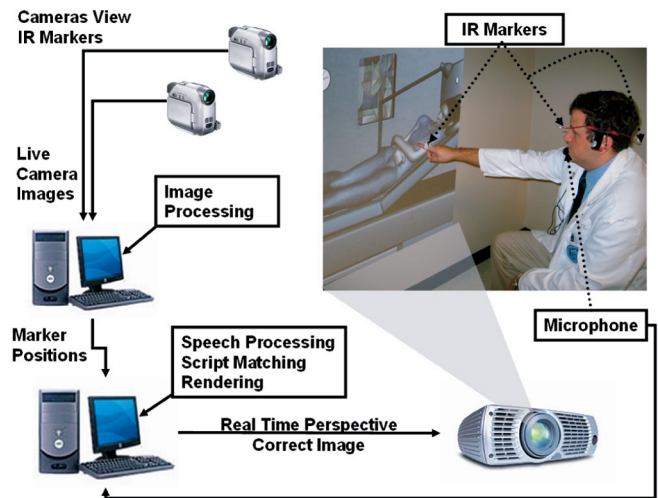 Cameras View
IR Markers
IR Markers
Live
Camera
Images
Image
Processing
Microphone
Marker
Positions
Speech Processing
Script Matching
Rendering
Real Time Perspective
Correct Image